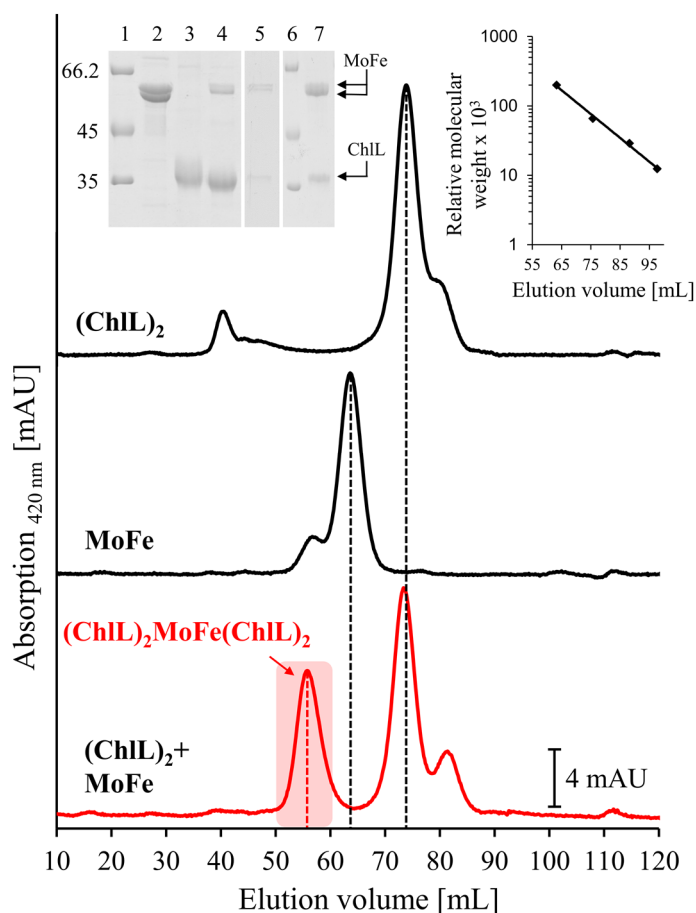 1 2 3 4 5 6 7
66.2
45
35
MoFe
ChlL
1000
100
10
1
55 65 75 85 95
Relative molecular
weight x 10³
Elution volume [mL]
(ChlL)₂
MoFe
(ChlL)₂MoFe(ChlL)₂
(ChlL)₂+
MoFe
4 mAU
Absorption ₄₂₀ ₙₘ [mAU]
10 20 30 40 50 60 70 80 90 100 110 120
Elution volume [mL]